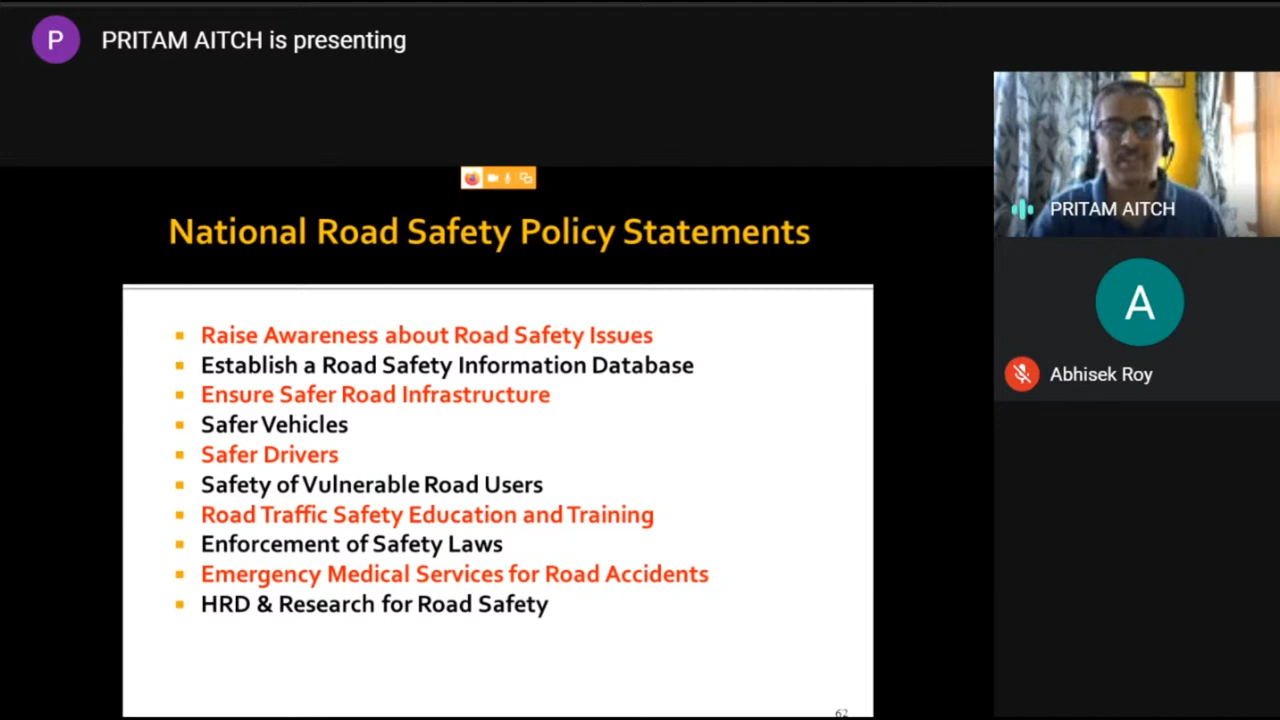 P
PRITAM AITCH is presenting
National Road Safety Policy Statements
Raise Awareness about Road Safety Issues
Establish a Road Safety Information Database
Ensure Safer Road Infrastructure
Safer Vehicles
Safer Drivers
Safety of Vulnerable Road Users
Road Traffic Safety Education and Training
Enforcement of Safety Laws
Emergency Medical Services for Road Accidents
HRD & Research for Road Safety
62
PRITAM AITCH
A
Abhisek Roy